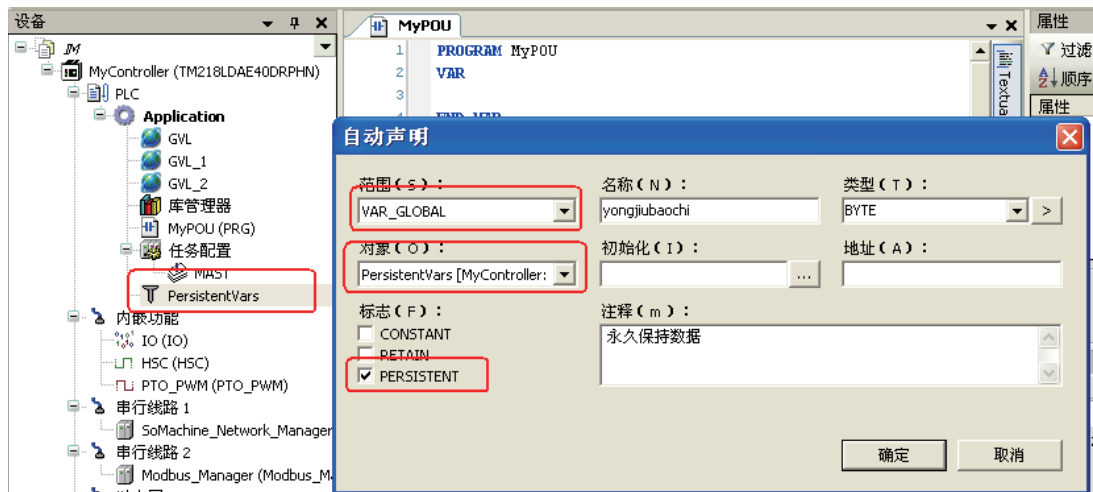 设备
JM
MyController (TM218LDAE40DRPHN)
PLC
Application
GVL
GVL_1
GVL_2
库管理器
MyPOU (PRG)
任务配置
MAST
PersistentVars
内嵌功能
IO (IO)
HSC (HSC)
PTO_PWM (PTO_PWM)
串行线路 1
SoMachine_Network_Manager
串行线路 2
Modbus_Manager (Modbus_M
MyPOU
1 PROGRAM MyPOU
2 VAR
3
4 END_VAR
Textua
属性
过滤
顺序
属性
自动声明
范围(S):
VAR_GLOBAL
名称(N):
yongjiubaochi
类型(T):
BYTE
>
对象(O):
PersistentVars [MyController:
初始化(I):
...
地址(A):
标志(F):
CONSTANT
RETAIN
PERSISTENT
注释(m):
永久保持数据
确定
取消